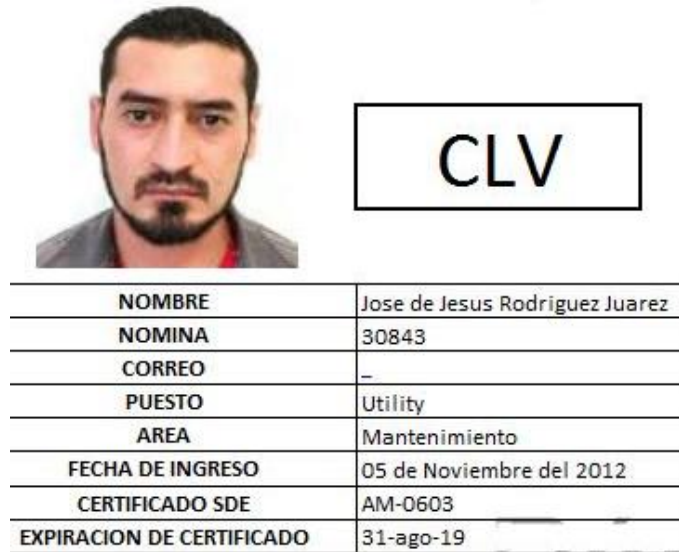 CLV
NOMBRE Jose de Jesus Rodriguez Juarez
NOMINA 30843
CORREO _
PUESTO Utility
AREA Mantenimiento
FECHA DE INGRESO 05 de Noviembre del 2012
CERTIFICADO SDE AM-0603
EXPIRACION DE CERTIFICADO 31-ago-19